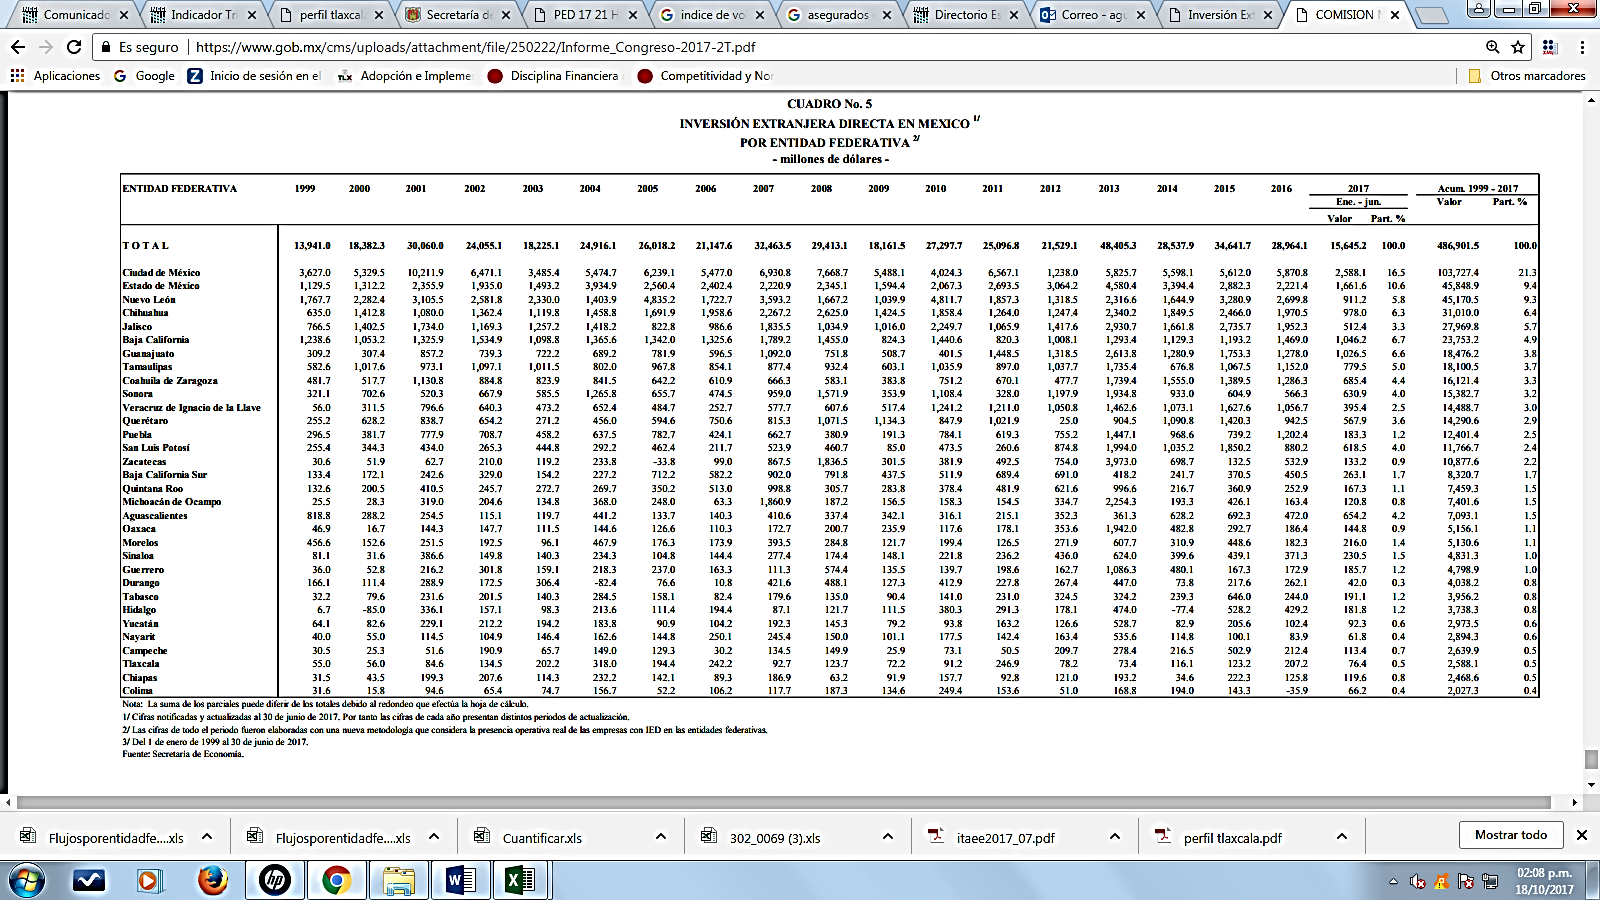 Comunicado
Indicador Tri
perfil tlaxcala
Secretaría de
PED 17 21 H
indice de vo
asegurados
Directorio Es
Correo - agu
Inversión Ext
COMISION N
Es seguro | https://www.gob.mx/cms/uploads/attachment/file/250222/Informe_Congreso-2017-2T.pdf
Aplicaciones Google Inicio de sesión en el Adopción e Impleme Disciplina Financiera Competitividad y Nor Otros marcadores
CUADRO No. 5
INVERSIÓN EXTRANJERA DIRECTA EN MEXICO 1/
POR ENTIDAD FEDERATIVA 2/
- millones de dólares -
ENTIDAD FEDERATIVA 1999 2000 2001 2002 2003 2004 2005 2006 2007 2008 2009 2010 2011 2012 2013 2014 2015 2016 2017 Acum. 1999 - 2017
Ene. - jun. Valor Part. %
Valor Part. %
T O T A L 13,941.0 18,382.3 30,060.0 24,055.1 18,225.1 24,916.1 26,018.2 21,147.6 32,463.5 29,413.1 18,161.5 27,297.7 25,096.8 21,529.1 48,405.3 28,537.9 34,641.7 28,964.1 15,645.2 100.0 486,901.5 100.0
Ciudad de México 3,627.0 5,329.5 10,211.9 6,471.1 3,485.4 5,474.7 6,239.1 5,477.0 6,930.8 7,668.7 5,488.1 4,024.3 6,567.1 1,238.0 5,825.7 5,598.1 5,612.0 5,870.8 2,588.1 16.5 103,727.4 21.3
Estado de México 1,129.5 1,312.2 2,355.9 1,935.0 1,493.2 3,934.9 2,560.4 2,402.4 2,220.9 2,345.1 1,594.4 2,067.3 2,693.5 3,064.2 4,580.4 3,394.4 2,882.3 2,221.4 1,661.6 10.6 45,848.9 9.4
Nuevo León 1,767.7 2,282.4 3,105.5 2,581.8 2,330.0 1,403.9 4,835.2 1,722.7 3,593.2 1,667.2 1,039.9 4,811.7 1,857.3 1,318.5 2,316.6 1,644.9 3,280.9 2,699.8 911.2 5.8 45,170.5 9.3
Chihuahua 635.0 1,412.8 1,080.0 1,362.4 1,119.8 1,458.8 1,691.9 1,958.6 2,267.2 2,625.0 1,424.5 1,858.4 1,264.0 1,247.4 2,340.2 1,849.5 2,466.0 1,970.5 978.0 6.3 31,010.0 6.4
Jalisco 766.5 1,402.5 1,734.0 1,169.3 1,257.2 1,418.2 822.8 986.6 1,835.5 1,034.9 1,016.0 2,249.7 1,065.9 1,417.6 2,930.7 1,661.8 2,735.7 1,952.3 512.4 3.3 27,969.8 5.7
Baja California 1,238.6 1,053.2 1,325.9 1,534.9 1,098.8 1,365.6 1,342.0 1,325.6 1,789.2 1,455.0 824.3 1,440.6 820.3 1,008.1 1,293.4 1,129.3 1,193.2 1,469.0 1,046.2 6.7 23,753.2 4.9
Guanajuato 309.2 307.4 857.2 739.3 722.2 689.2 781.9 596.5 1,092.0 751.8 508.7 401.5 1,448.5 1,318.5 2,613.8 1,280.9 1,753.3 1,278.0 1,026.5 6.6 18,476.2 3.8
Tamaulipas 582.6 1,017.6 973.1 1,097.1 1,011.5 802.0 967.8 854.1 877.4 932.4 603.1 1,035.9 897.0 1,037.7 1,735.4 676.8 1,067.5 1,152.0 779.5 5.0 18,100.5 3.7
Coahuila de Zaragoza 481.7 517.7 1,130.8 884.8 823.9 841.5 642.2 610.9 666.3 583.1 383.8 751.2 670.1 477.7 1,739.4 1,555.0 1,389.5 1,286.3 685.4 4.4 16,121.4 3.3
Sonora 321.1 702.6 520.3 667.9 585.5 1,265.8 655.7 474.5 959.0 1,571.9 353.9 1,108.4 328.0 1,197.9 1,934.8 933.0 604.9 566.3 630.9 4.0 15,382.7 3.2
Veracruz de Ignacio de la Llave 56.0 311.5 796.6 640.3 473.2 652.4 484.7 252.7 577.7 607.6 517.4 1,241.2 1,211.0 1,050.8 1,462.6 1,073.1 1,627.6 1,056.7 395.4 2.5 14,488.7 3.0
Querétaro 255.2 628.2 838.7 654.2 271.2 456.0 594.6 750.6 815.3 1,071.5 1,134.3 847.9 1,021.9 25.0 904.5 1,090.8 1,420.3 942.5 567.9 3.6 14,290.6 2.9
Puebla 296.5 381.7 777.9 708.7 458.2 637.5 782.7 424.1 662.7 380.9 191.3 784.1 619.3 755.2 1,447.1 968.6 739.2 1,202.4 183.3 1.2 12,401.4 2.5
San Luis Potosí 255.4 344.3 434.0 265.3 444.8 292.2 462.4 211.7 523.9 460.7 85.0 473.5 260.6 874.8 1,994.0 1,035.2 1,850.2 880.2 618.5 4.0 11,766.7 2.4
Zacatecas 30.6 51.9 62.7 210.0 119.2 233.8 -33.8 99.0 867.5 1,836.5 301.5 381.9 492.5 754.0 3,973.0 698.7 132.5 532.9 133.2 0.9 10,877.6 2.2
Baja California Sur 133.4 172.1 242.6 329.0 154.2 227.2 712.2 582.2 902.0 791.8 437.5 511.9 689.4 691.0 418.2 241.7 370.5 450.5 263.1 1.7 8,320.7 1.7
Quintana Roo 132.6 200.5 410.5 245.7 272.7 269.7 350.2 513.0 998.8 305.7 283.8 378.4 481.9 621.6 996.6 216.7 360.9 252.9 167.3 1.1 7,459.3 1.5
Michoacán de Ocampo 25.5 28.3 319.0 204.6 134.8 368.0 248.0 63.3 1,860.9 187.2 156.5 158.3 154.5 334.7 2,254.3 193.3 426.1 163.4 120.8 0.8 7,401.6 1.5
Aguascalientes 818.8 288.2 254.5 115.1 119.7 441.2 133.7 140.3 410.6 337.4 342.1 316.1 215.1 352.3 361.3 628.2 692.3 472.0 654.2 4.2 7,093.1 1.5
Oaxaca 46.9 16.7 144.3 147.7 111.5 144.6 126.6 110.3 172.7 200.7 235.9 117.6 178.1 353.6 1,942.0 482.8 292.7 186.4 144.8 0.9 5,156.1 1.1
Morelos 456.6 152.6 251.5 192.5 96.1 467.9 176.3 173.9 393.5 284.8 121.7 199.4 126.5 271.9 607.7 310.9 448.6 182.3 216.0 1.4 5,130.6 1.1
Sinaloa 81.1 31.6 386.6 149.8 140.3 234.3 104.8 144.4 277.4 174.4 148.1 221.8 236.2 436.0 624.0 399.6 439.1 371.3 230.5 1.5 4,831.3 1.0
Guerrero 36.0 52.8 216.2 301.8 159.1 218.3 237.0 163.3 111.3 574.4 135.5 139.7 198.6 162.7 1,086.3 480.1 167.3 172.9 185.7 1.2 4,798.9 1.0
Durango 166.1 111.4 288.9 172.5 306.4 -82.4 76.6 10.8 421.6 488.1 127.3 412.9 227.8 267.4 447.0 73.8 217.6 262.1 42.0 0.3 4,038.2 0.8
Tabasco 32.2 79.6 231.6 201.5 140.3 284.5 158.1 82.4 179.6 135.0 90.4 141.0 231.0 324.5 324.2 239.3 646.0 244.0 191.1 1.2 3,956.2 0.8
Hidalgo 6.7 -85.0 336.1 157.1 98.3 213.6 111.4 194.4 87.1 121.7 111.5 380.3 291.3 178.1 474.0 -77.4 528.2 429.2 181.8 1.2 3,738.3 0.8
Yucatán 64.1 82.6 229.1 212.2 194.2 183.8 90.9 104.2 192.3 145.3 79.2 93.8 163.2 126.6 528.7 82.9 205.6 102.4 92.3 0.6 2,973.5 0.6
Nayarit 40.0 55.0 114.5 104.9 146.4 162.6 144.8 250.1 245.4 150.0 101.1 177.5 142.4 163.4 535.6 114.8 100.1 83.9 61.8 0.4 2,894.3 0.6
Campeche 30.5 25.3 51.6 190.9 65.7 149.0 129.3 30.2 134.5 149.9 25.9 73.1 50.5 209.7 278.4 216.5 502.9 212.4 113.4 0.7 2,639.9 0.5
Tlaxcala 55.0 56.0 84.6 134.5 202.2 318.0 194.4 242.2 92.7 123.7 72.2 91.2 246.9 78.2 73.4 116.1 123.2 207.2 76.4 0.5 2,588.1 0.5
Chiapas 31.5 43.5 199.3 207.6 114.3 232.2 142.1 89.3 186.9 63.2 91.9 157.7 92.8 121.0 193.2 34.6 222.3 125.8 119.6 0.8 2,468.6 0.5
Colima 31.6 15.8 94.6 65.4 74.7 156.7 52.2 106.2 117.7 187.3 134.6 249.4 153.6 51.0 168.8 194.0 143.3 -35.9 66.2 0.4 2,027.3 0.4
Nota: La suma de los parciales puede diferir de los totales debido al redondeo que efectúa la hoja de cálculo.
1/ Cifras notificadas y actualizadas al 30 de junio de 2017. Por tanto las cifras de cada año presentan distintos periodos de actualización.
2/ Las cifras de todo el periodo fueron elaboradas con una nueva metodología que considera la presencia operativa real de las empresas con IED en las entidades federativas.
3/ Del 1 de enero de 1999 al 30 de junio de 2017.
Fuente: Secretaría de Economía.
Flujosporentidadfe....xls Flujosporentidadfe....xls Cuantificar.xls 302_0069 (3).xls itaee2017_07.pdf perfil tlaxcala.pdf Mostrar todo
02:08 p.m.
18/10/2017